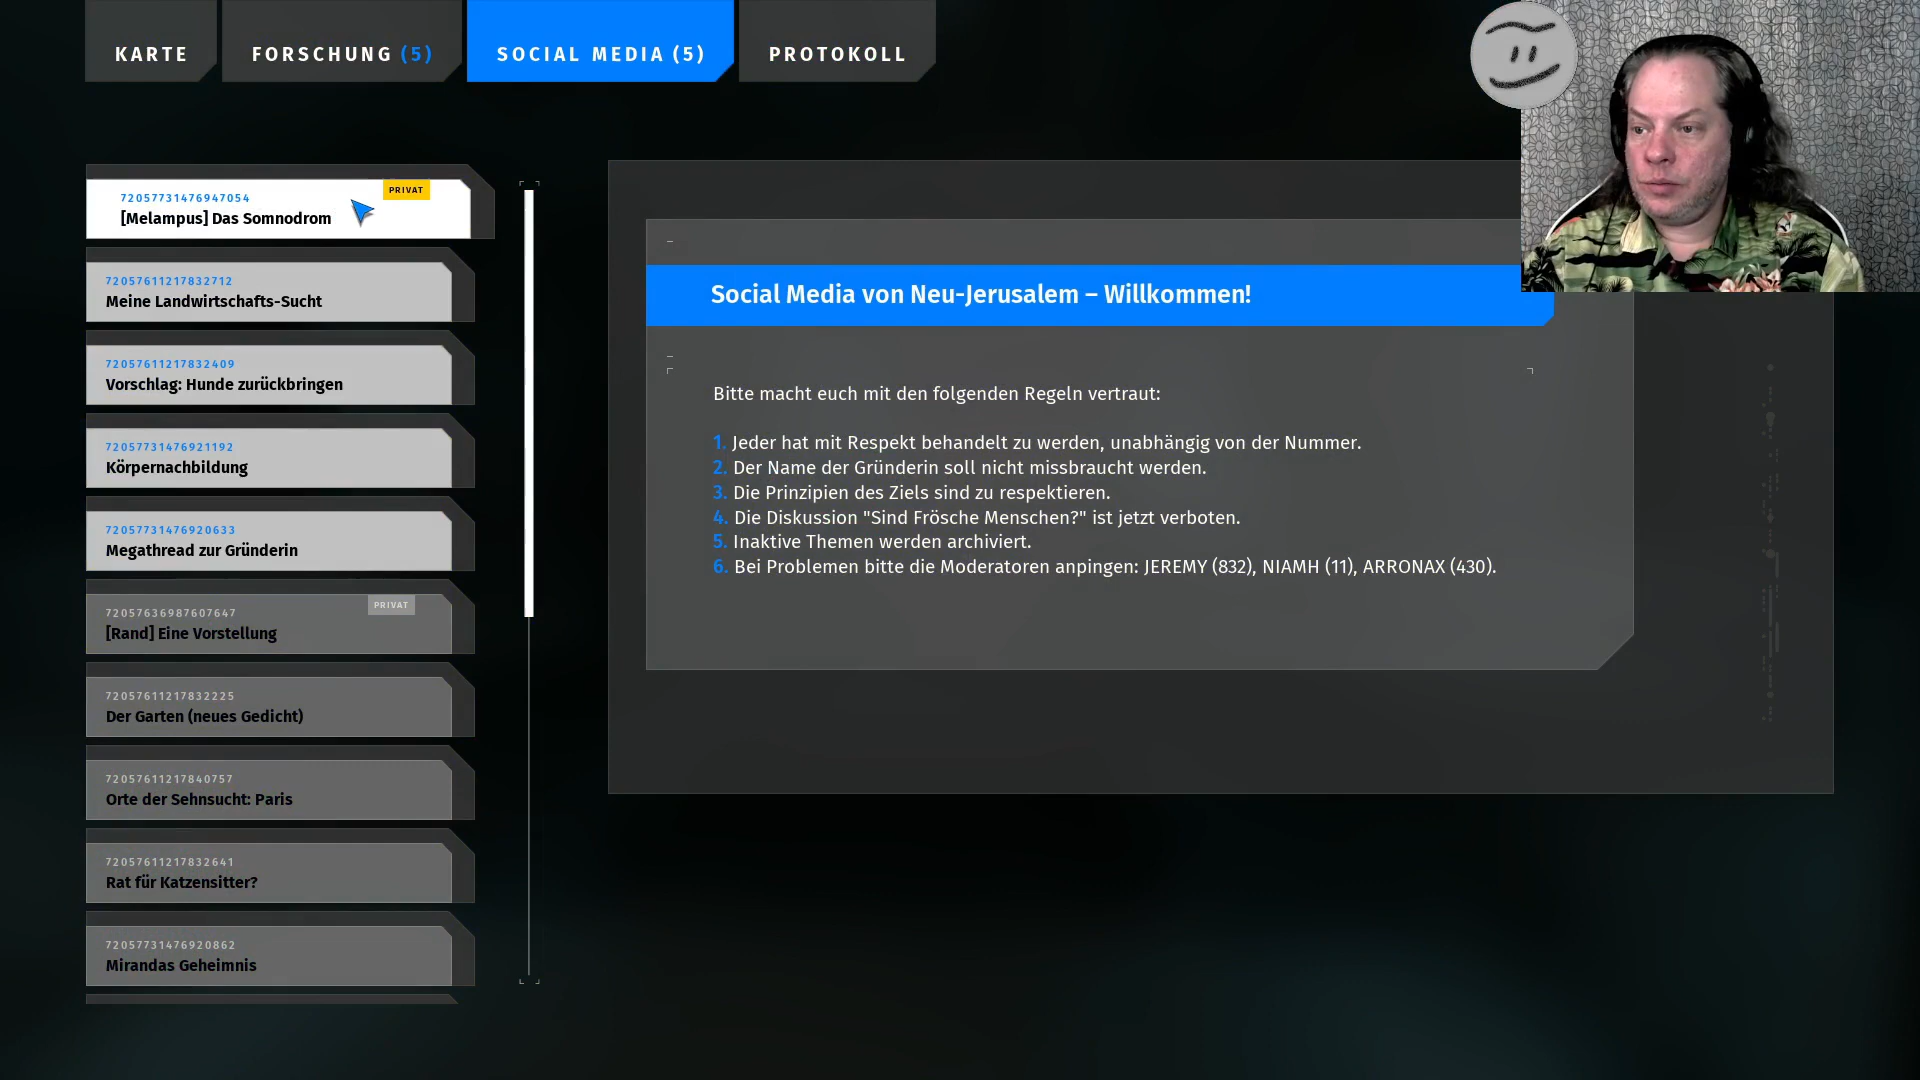 KARTE
FORSCHUNG (5)
SOCIAL MEDIA (5)
PROTOKOLL
PRIVAT
72057731476947054
[Melampus] Das Somnodrom
72057611217832712
Meine Landwirtschafts-Sucht
72057611217832409
Vorschlag: Hunde zurückbringen
72057731476921192
Körpernachbildung
72057731476920633
Megathread zur Gründerin
PRIVAT
72057636987607647
[Rand] Eine Vorstellung
72057611217832225
Der Garten (neues Gedicht)
72057611217840757
Orte der Sehnsucht: Paris
72057611217832641
Rat für Katzensitter?
72057731476920862
Mirandas Geheimnis
Social Media von Neu-Jerusalem – Willkommen!
Bitte macht euch mit den folgenden Regeln vertraut:
1. Jeder hat mit Respekt behandelt zu werden, unabhängig von der Nummer.
2. Der Name der Gründerin soll nicht missbraucht werden.
3. Die Prinzipien des Ziels sind zu respektieren.
4. Die Diskussion "Sind Frösche Menschen?" ist jetzt verboten.
5. Inaktive Themen werden archiviert.
6. Bei Problemen bitte die Moderatoren anpingen: JEREMY (832), NIAMH (11), ARRONAX (430).